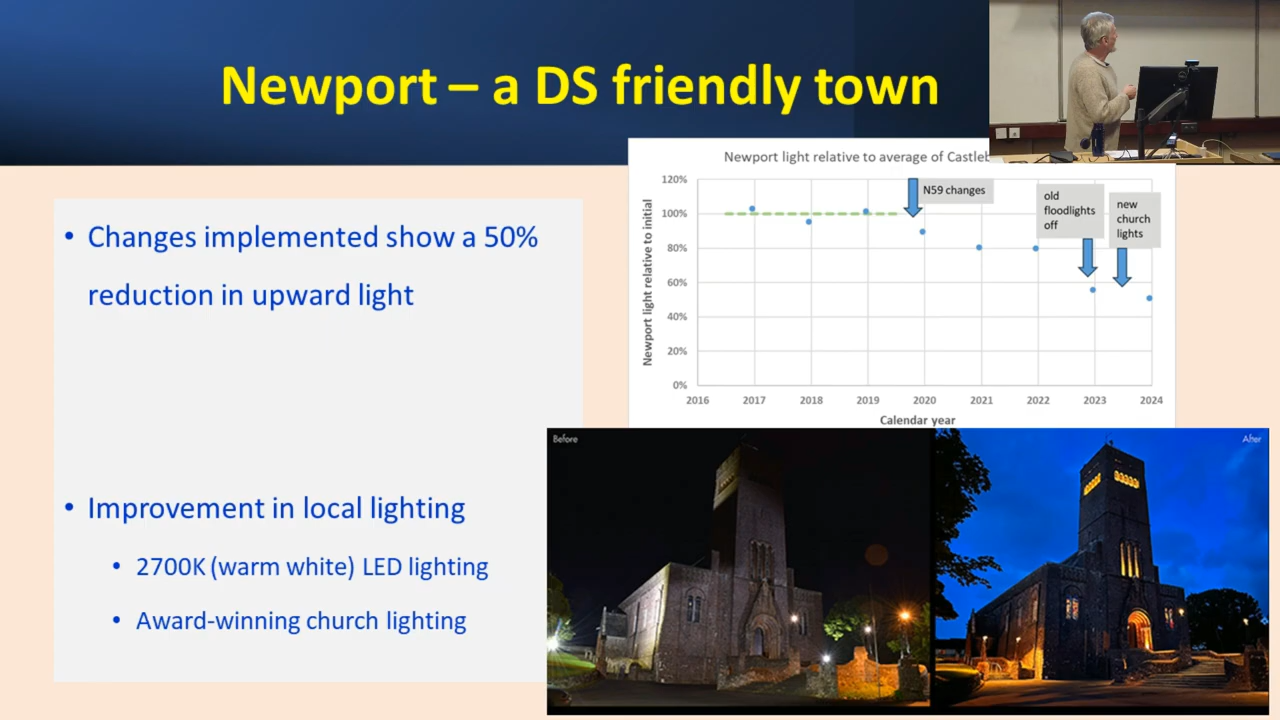 Newport – a DS friendly town
• Changes implemented show a 50%
reduction in upward light
• Improvement in local lighting
• 2700K (warm white) LED lighting
• Award-winning church lighting
Newport light relative to average of
Newport light relative to initial
120%
100%
80%
60%
40%
20%
0%
N59 changes
old
floodlights
off
new
church
lights
2016 2017 2018 2019 2020 2021 2022 2023 2024
Calendar year
Before
After